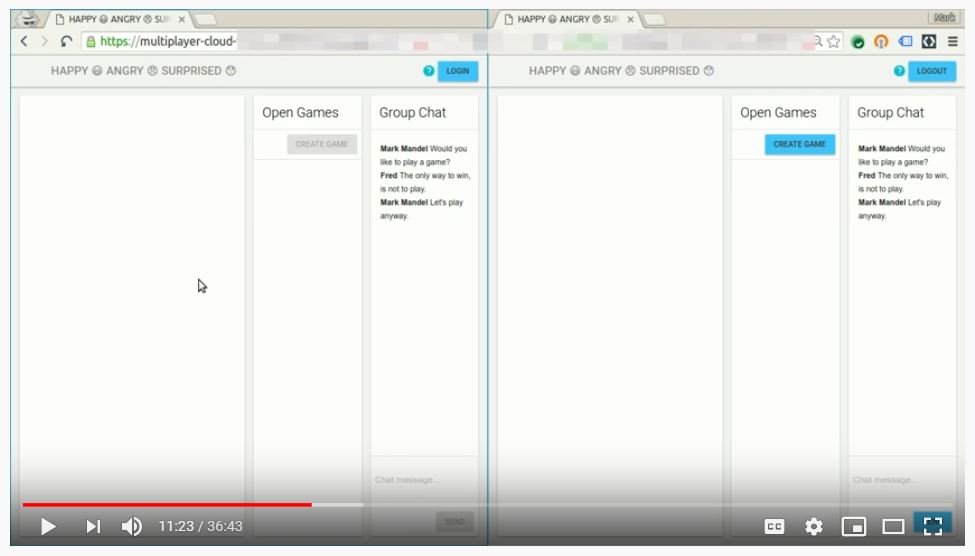 HAPPY 😃 ANGRY 😠 SUR
HAPPY 😃 ANGRY 😠 SUR
Mark
https://multiplayer-cloud-
HAPPY 😃 ANGRY 😠 SURPRISED 😯
? LOGIN
Open Games
CREATE GAME
Group Chat
Mark Mandel Would you
like to play a game?
Fred The only way to win,
is not to play.
Mark Mandel Let's play
anyway.
Chat message...
SEND
HAPPY 😃 ANGRY 😠 SURPRISED 😯
? LOGOUT
Open Games
CREATE GAME
Group Chat
Mark Mandel Would you
like to play a game?
Fred The only way to win,
is not to play.
Mark Mandel Let's play
anyway.
Chat message...
11:23 / 36:43
CC